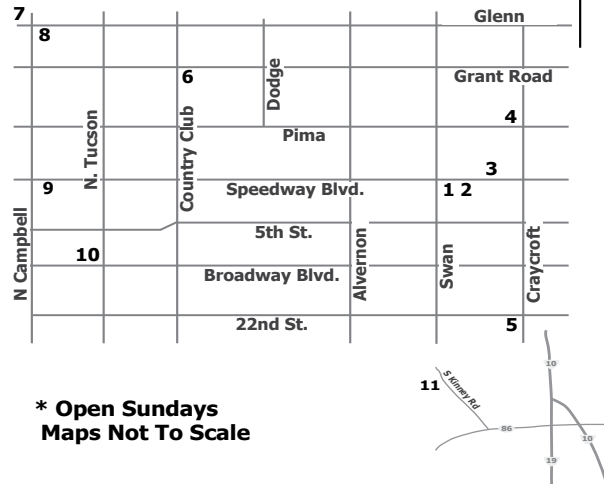 7
Glenn
8
6
Dodge
Grant Road
4
N. Tucson
Country Club
Pima
3
9
Speedway Blvd.
1 2
N Campbell
5th St.
Alvernon
Swan
Craycroft
10
Broadway Blvd.
22nd St.
5
10
11
S Kinney Rd
* Open Sundays
Maps Not To Scale
86
10
19